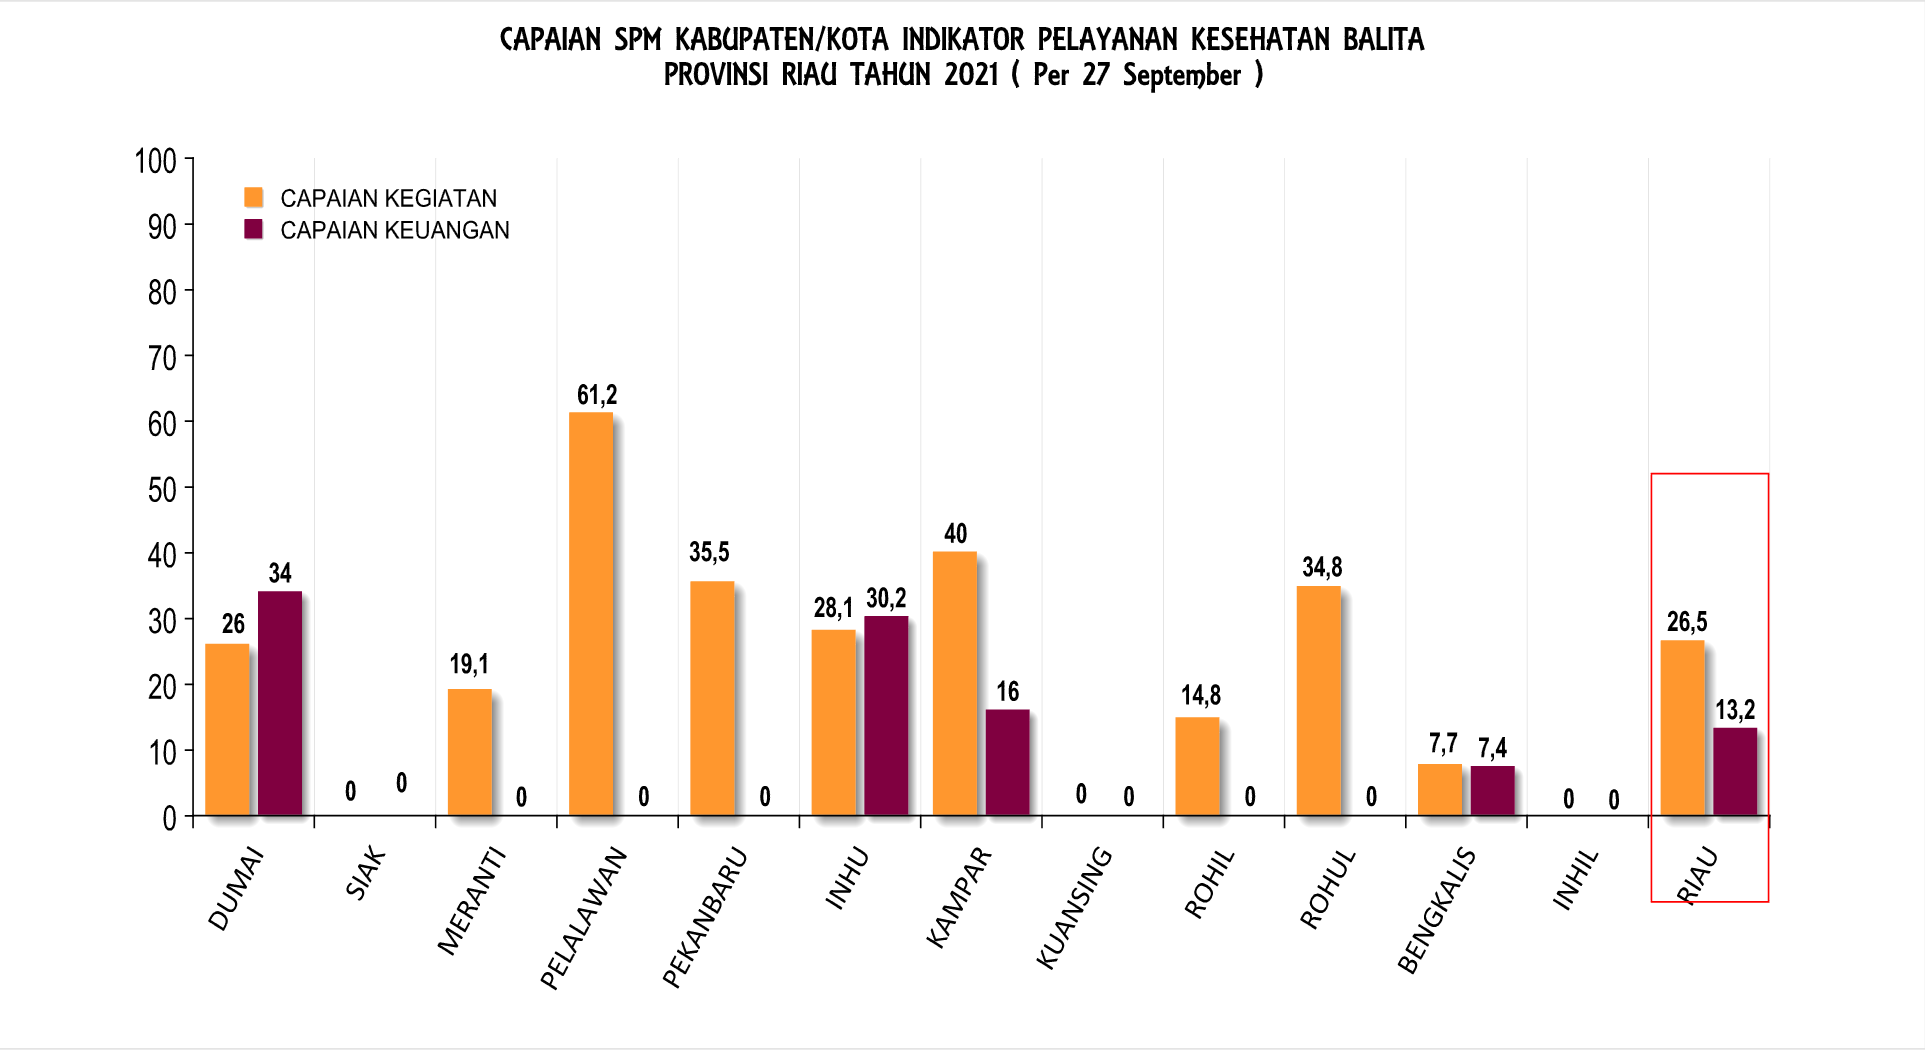 CAPAIAN SPM KABUPATEN/KOTA INDIKATOR PELAYANAN KESEHATAN BALITA
PROVINSI RIAU TAHUN 2021 ( Per 27 September )
100
90
80
70
60
50
40
30
20
10
0
CAPAIAN KEGIATAN
CAPAIAN KEUANGAN
26
34
0
0
19,1
0
61,2
0
35,5
0
28,1
30,2
40
16
0
0
14,8
0
34,8
0
7,7
7,4
0
0
26,5
13,2
DUMAI
SIAK
MERANTI
PELALAWAN
PEKANBARU
INHU
KAMPAR
KUANSING
ROHIL
ROHUL
BENGKALIS
INHIL
RIAU